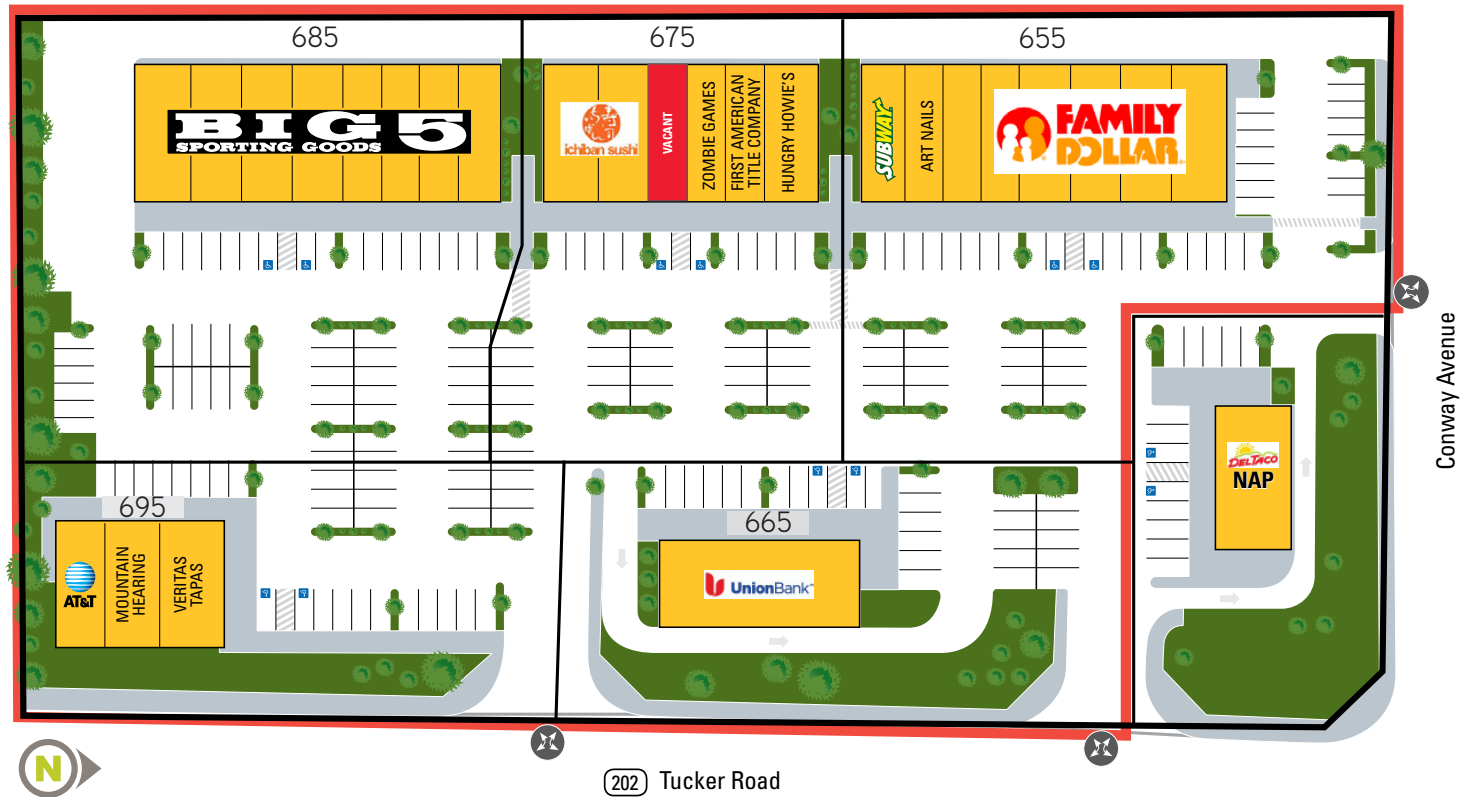 685
675
655
BIG 5
SPORTING GOODS
ichiban sushi
VACANT
ZOMBIE GAMES
FIRST AMERICAN
TITLE COMPANY
HUNGRY HOWIE'S
SUBWAY
ART NAILS
FAMILY
DOLLAR
Conway Avenue
DEL TACO
NAP
695
665
AT&T
MOUNTAIN
HEARING
VERITAS
TAPAS
UnionBank
N
202 Tucker Road